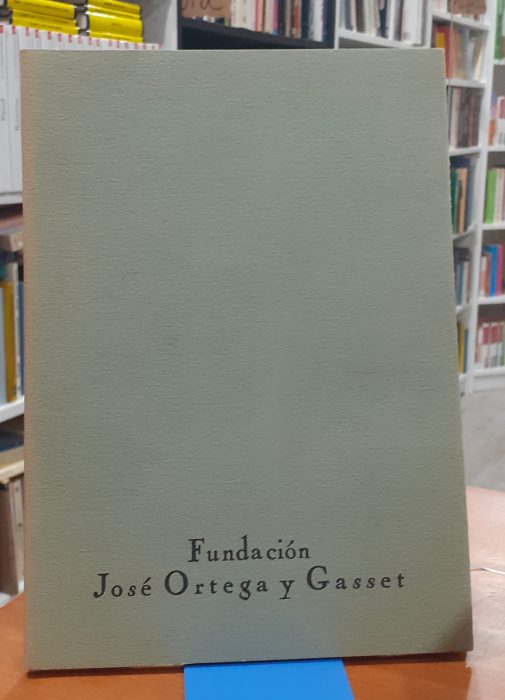 Fundación
José Ortega y Gasset